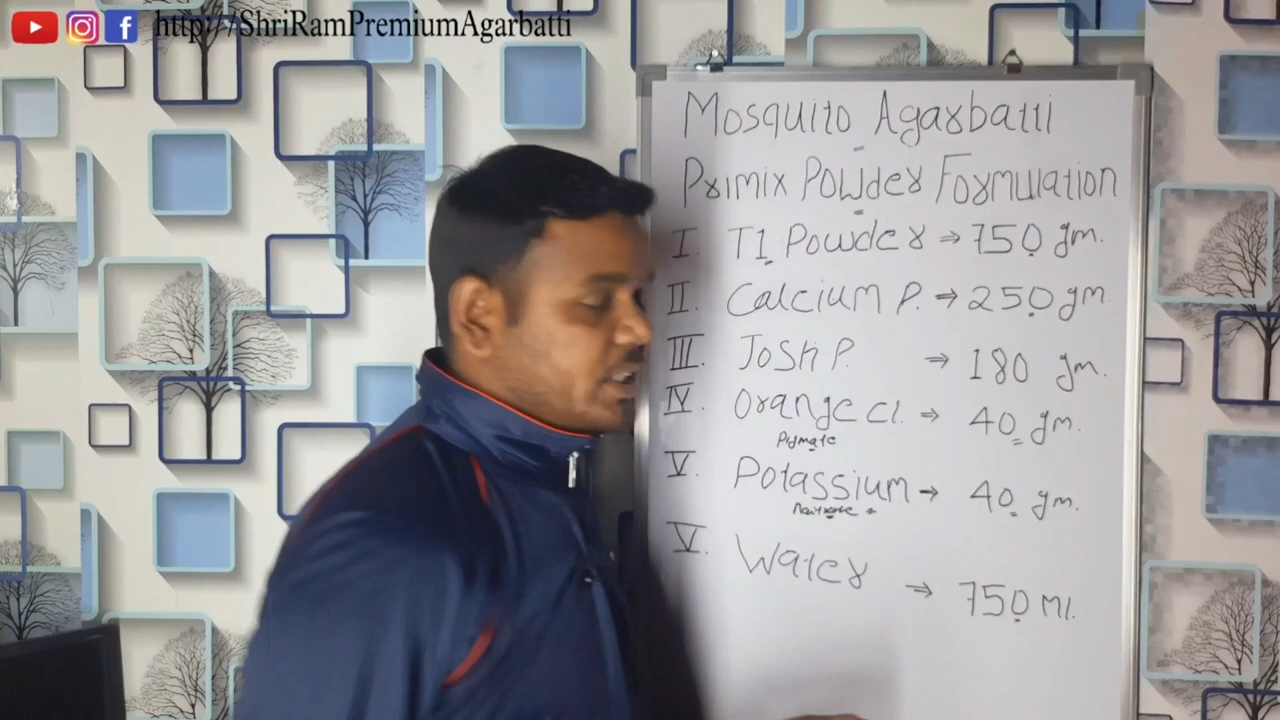 http://ShriRamPremiumAgarbatti
Mosquito Agarbatti
Primix Powder Formulation
I. T1 Powder ⇒ 750 gm.
II. Calcium P. ⇒ 250 gm.
III. Josh P. ⇒ 180 gm.
IV. Orange cl. ⇒ 40 gm.
V. Potassium → 40 gm.
V. Water ⇒ 750 ml.